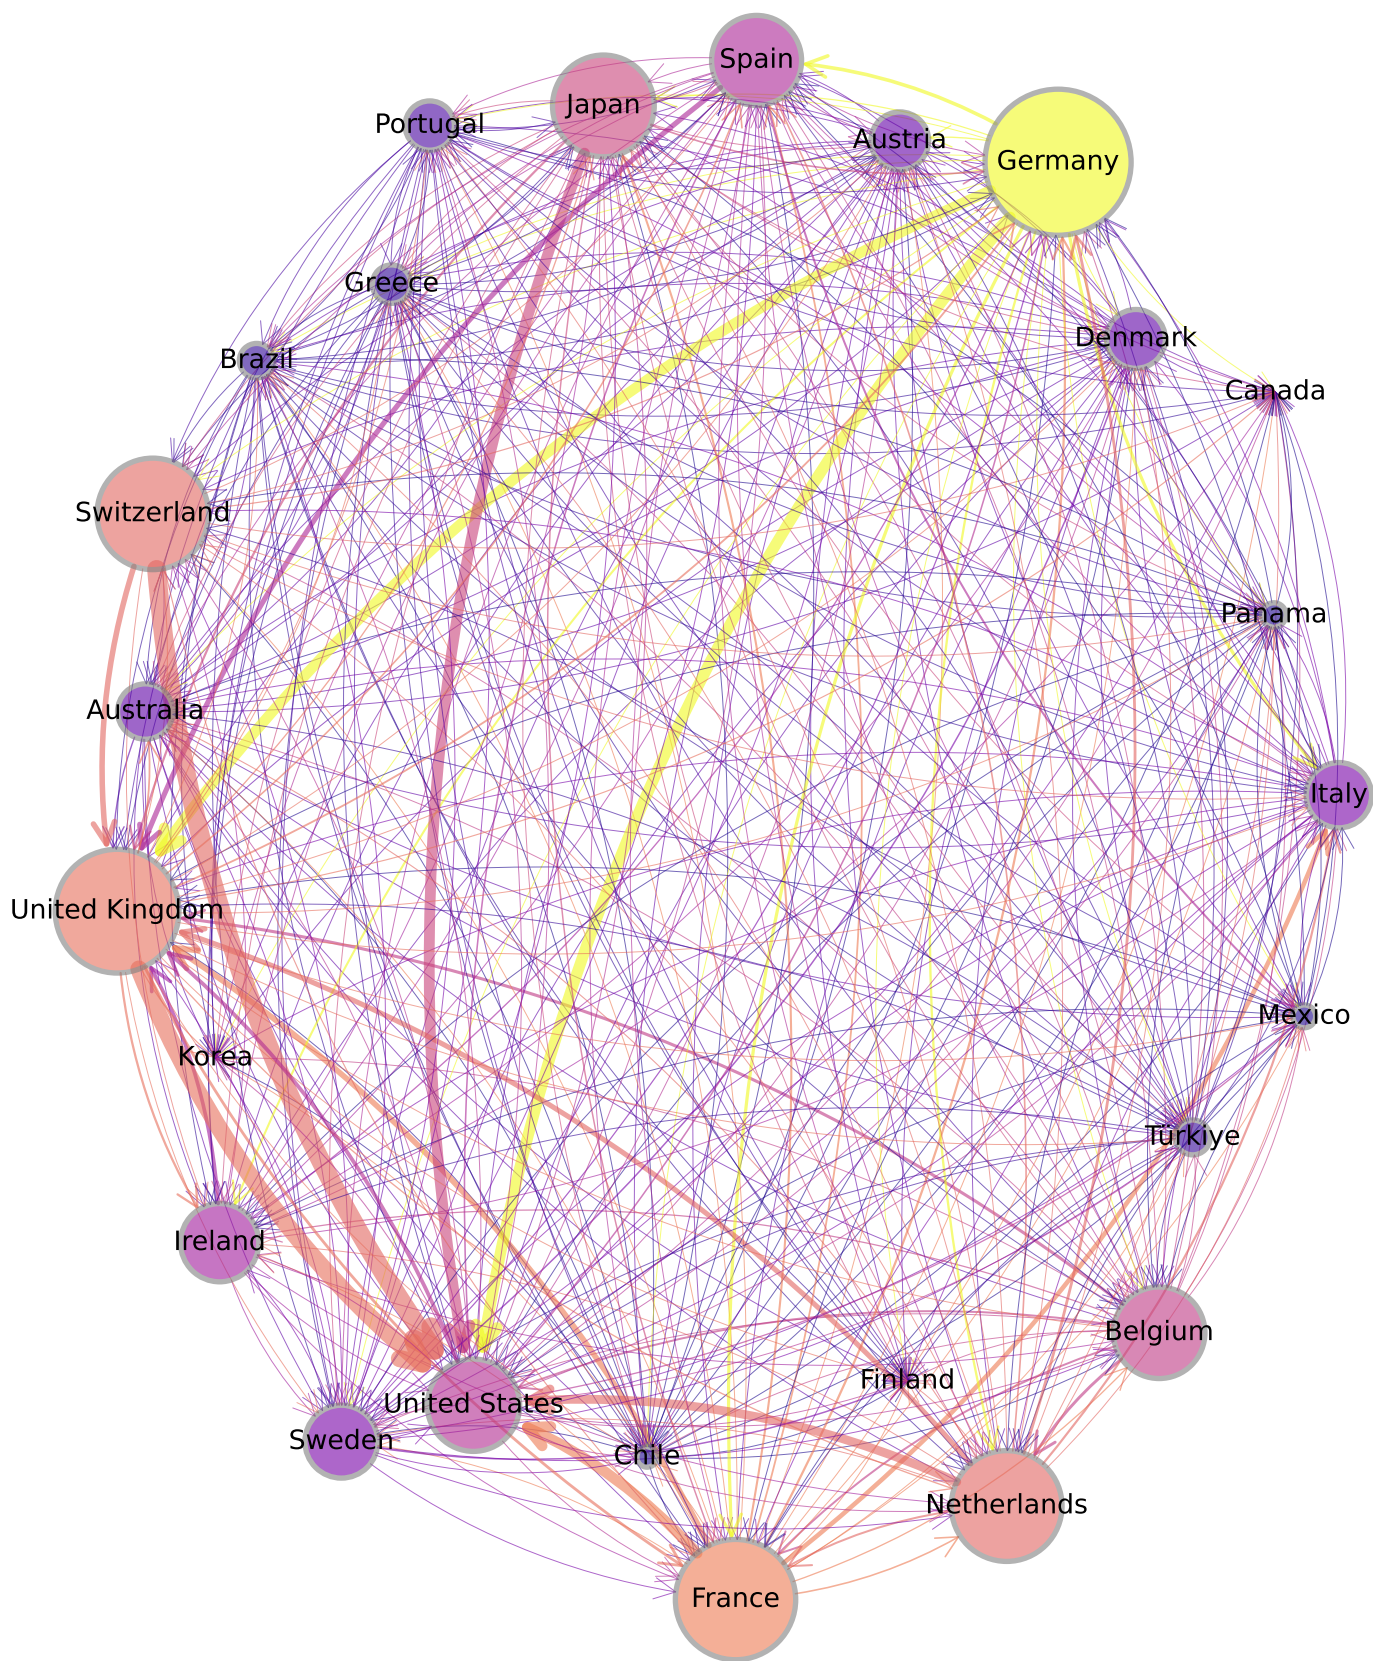 Spain
Japan
Portugal
Austria
Germany
Greece
Denmark
Brazil
Canada
Switzerland
Panama
Australia
Italy
United Kingdom
Mexico
Korea
Türkiye
Ireland
Belgium
Finland
United States
Sweden
Chile
Netherlands
France